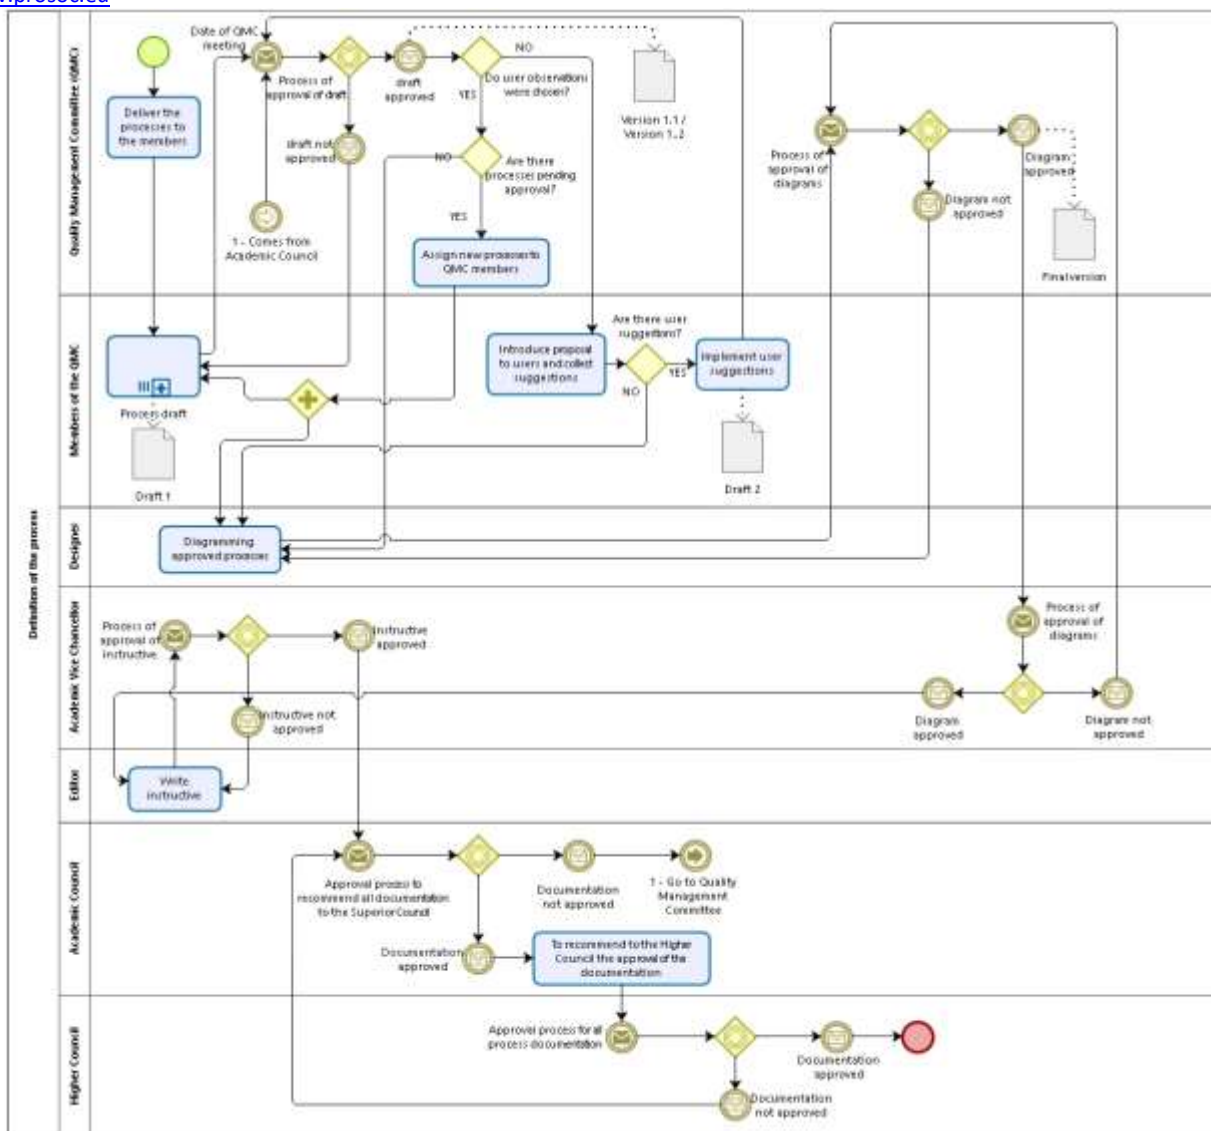 Definition of the process
Quality Management Committee (QMC)
Date of QMC
meeting
Deliver the
processes to
the members
Process of
approval of draft
draft
approved
draft not
approved
1 - Comes from
Academic Council
NO
Do user observations
were chosen?
YES
NO
Are there
processes pending
approval?
YES
Assign new processes to
QMC members
Version 1.1 /
Version 1..2
Process of
approval of
diagrams
Diagram
approved
Diagram not
approved
Final version
Members of the QMC
Process draft
Draft 1
Introduce proposal
to users and collect
suggestions
Are there user
suggestions?
YES
NO
Implement user
suggestions
Draft 2
Designer
Diagramming
approved processes
Academic Vice Chancellor
Process of
approval of
instructive
Instructive
approved
Instructive not
approved
Process of
approval of
diagrams
Diagram
approved
Diagram not
approved
Editor
Write
instructive
Academic Council
Approval process to
recommend all documentation
to the Superior Council
Documentation
not approved
1 - Go to Quality
Management
Committee
Documentation
approved
To recommend to the Higher
Council the approval of the
documentation
Higher Council
Approval process for all
process documentation
Documentation
approved
Documentation
not approved